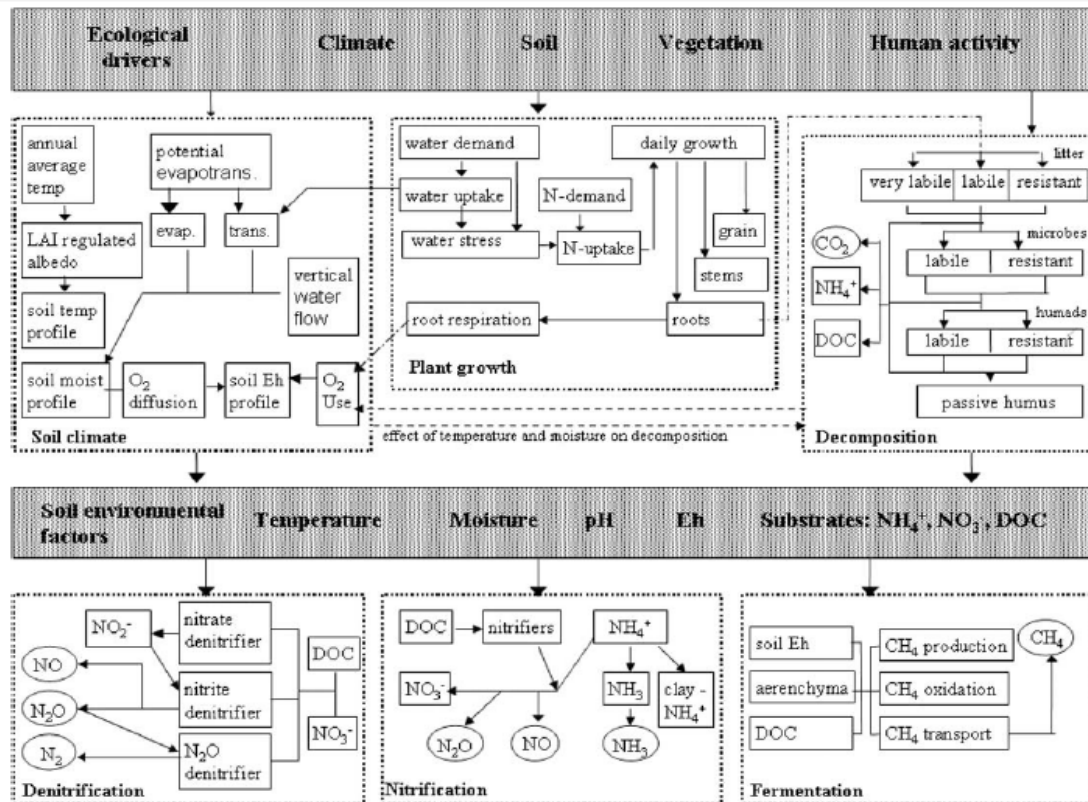 Ecological drivers
Climate
Soil
Vegetation
Human activity
annual
average
temp
potential
evapotrans.
LAI regulated
albedo
evap.
trans.
soil temp
profile
vertical
water
flow
soil moist
profile
O₂
diffusion
soil Eh
profile
O₂
Use
Soil climate
water demand
water uptake
water stress
N-demand
N-uptake
daily growth
grain
stems
root respiration
roots
Plant growth
effect of temperature and moisture on decomposition
litter
very labile
labile
resistant
microbes
labile
resistant
humads
labile
resistant
CO₂
NH₄⁺
DOC
passive humus
Decomposition
Soil environmental
factors
Temperature
Moisture
pH
Eh
Substrates: NH₄⁺, NO₃⁻, DOC
NO₂⁻
nitrate
denitrifier
NO
DOC
nitrite
denitrifier
N₂O
N₂
N₂O
denitrifier
NO₃⁻
Denitrification
DOC
nitrifiers
NH₄⁺
NO₃⁻
NH₃
clay -
NH₄⁺
N₂O
NO
NH₃
Nitrification
soil Eh
aerenchyma
DOC
CH₄ production
CH₄ oxidation
CH₄ transport
CH₄
Fermentation